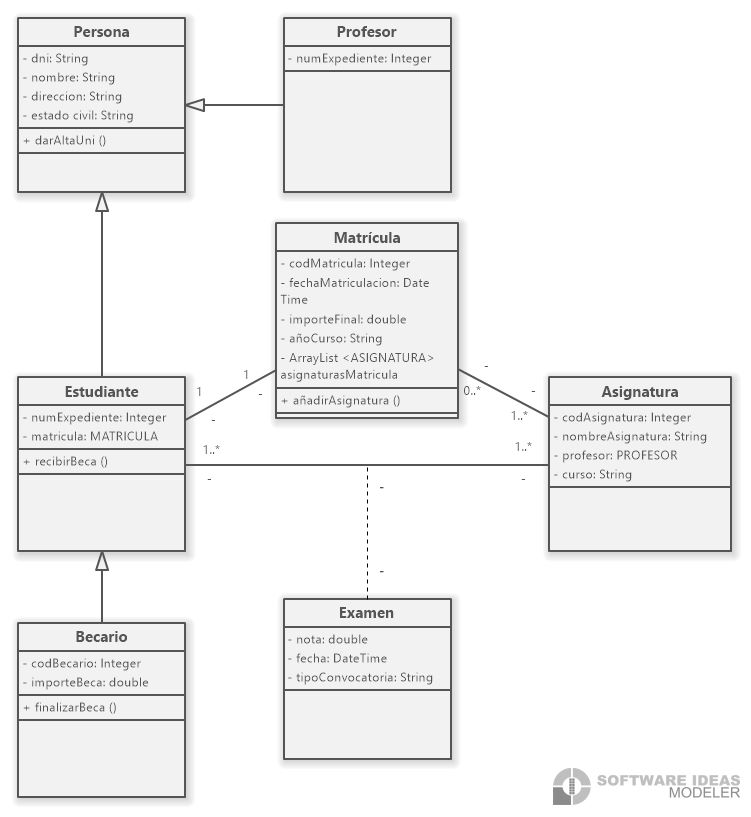 Persona
- dni: String
- nombre: String
- direccion: String
- estado civil: String
+ darAltaUni ()
Profesor
- numExpediente: Integer
Matrícula
- codMatricula: Integer
- fechaMatriculacion: Date
Time
- importeFinal: double
- añoCurso: String
- ArrayList <ASIGNATURA>
asignaturasMatricula
+ añadirAsignatura ()
1
1
-
-
-
0..*
-
1..*
Estudiante
- numExpediente: Integer
- matricula: MATRICULA
+ recibirBeca ()
Asignatura
- codAsignatura: Integer
- nombreAsignatura: String
- profesor: PROFESOR
- curso: String
1..*
-
1..*
-
-
-
Becario
- codBecario: Integer
- importeBeca: double
+ finalizarBeca ()
Examen
- nota: double
- fecha: DateTime
- tipoConvocatoria: String
SOFTWARE IDEAS
MODELER